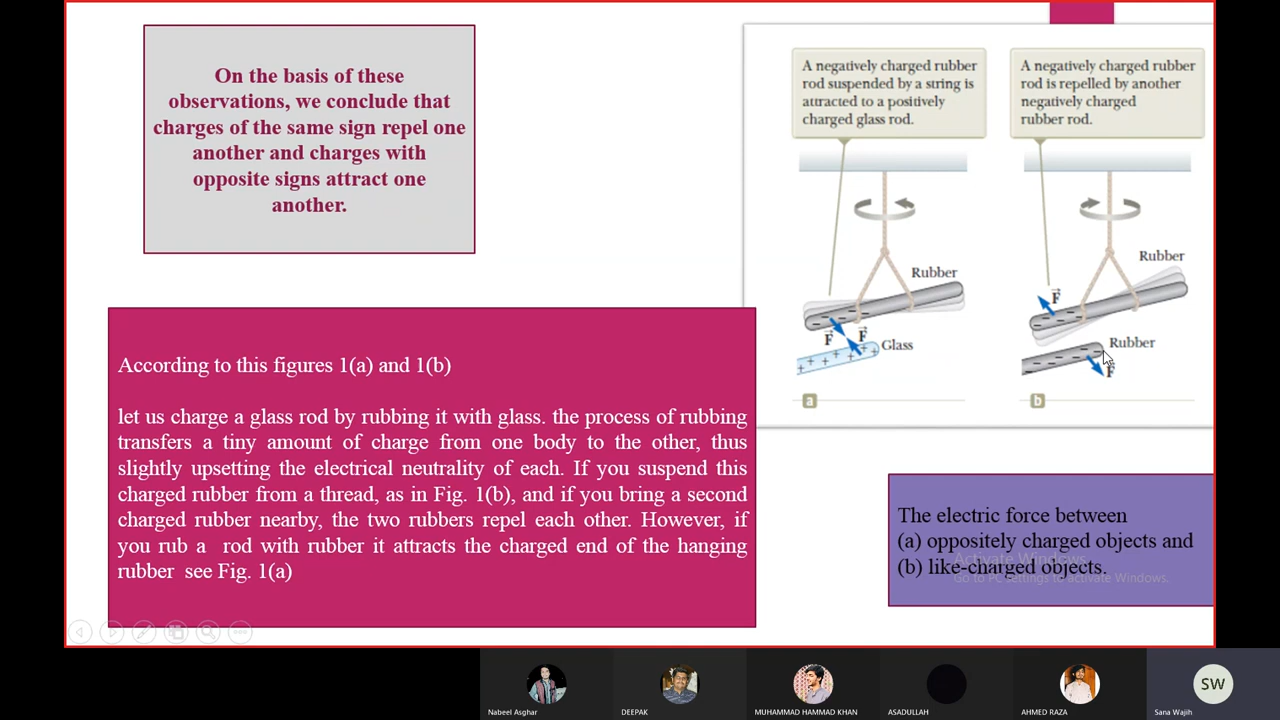 On the basis of these
observations, we conclude that
charges of the same sign repel one
another and charges with
opposite signs attract one
another.
A negatively charged rubber
rod suspended by a string is
attracted to a positively
charged glass rod.
A negatively charged rubber
rod is repelled by another
negatively charged
rubber rod.
Rubber
F
F
Glass
a
Rubber
F
Rubber
F
b
According to this figures 1(a) and 1(b)
let us charge a glass rod by rubbing it with glass. the process of rubbing
transfers a tiny amount of charge from one body to the other, thus
slightly upsetting the electrical neutrality of each. If you suspend this
charged rubber from a thread, as in Fig. 1(b), and if you bring a second
charged rubber nearby, the two rubbers repel each other. However, if
you rub a rod with rubber it attracts the charged end of the hanging
rubber see Fig. 1(a)
The electric force between
(a) oppositely charged objects and
(b) like-charged objects.
Activate Windows
Go to PC settings to activate Windows.
Nabeel Asghar
DEEPAK
MUHAMMAD HAMMAD KHAN
ASADULLAH
AHMED RAZA
SW
Sana Wajih